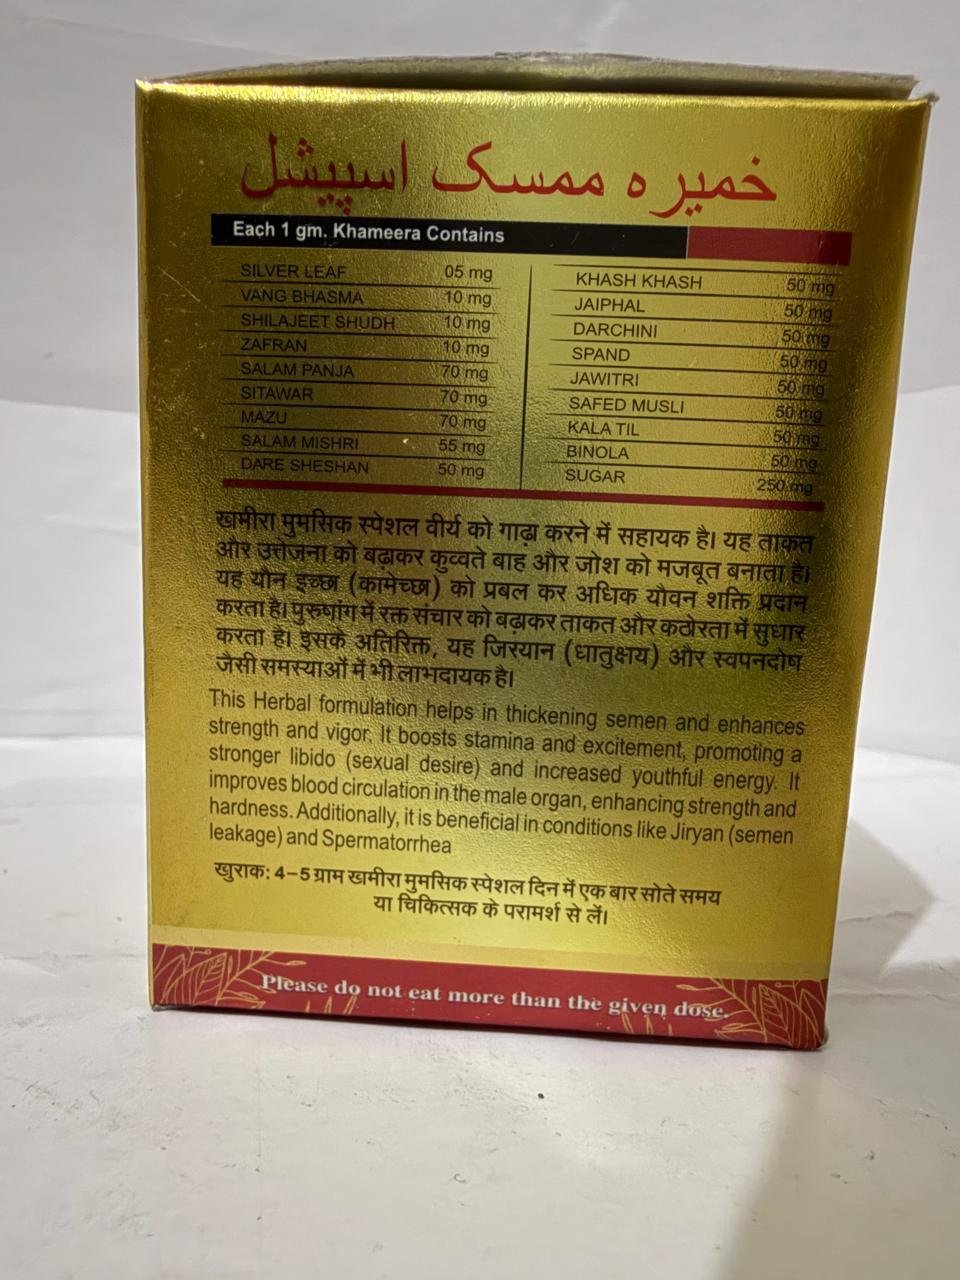 خمیرہ ممسک اسپیشل
Each 1 gm. Khameera Contains
SILVER LEAF 05 mg
VANG BHASMA 10 mg
SHILAJEET SHUDH 10 mg
ZAFRAN 10 mg
SALAM PANJA 70 mg
SITAWAR 70 mg
MAZU 70 mg
SALAM MISHRI 55 mg
DARE SHESHAN 50 mg
KHASH KHASH 50 mg
JAIPHAL 50 mg
DARCHINI 50 mg
SPAND 50 mg
JAWITRI 50 mg
SAFED MUSLI 50 mg
KALA TIL 50 mg
BINOLA 50 mg
SUGAR 250 mg
खमीरा मुमसिक स्पेशल वीर्य को गाढ़ा करने में सहायक है। यह ताकत
और उत्तेजना को बढ़ाकर कुव्वते बाह और जोश को मजबूत बनाता है।
यह यौन इच्छा (कामेच्छा) को प्रबल कर अधिक यौवन शक्ति प्रदान
करता है। पुरुषांग में रक्त संचार को बढ़ाकर ताकत और कठोरता में सुधार
करता है। इसके अतिरिक्त, यह जिरयान (धातुक्षय) और स्वपनदोष
जैसी समस्याओं में भी लाभदायक है।
This Herbal formulation helps in thickening semen and enhances
strength and vigor. It boosts stamina and excitement, promoting a
stronger libido (sexual desire) and increased youthful energy. It
improves blood circulation in the male organ, enhancing strength and
hardness. Additionally, it is beneficial in conditions like Jiryan (semen
leakage) and Spermatorrhea
खुराक: 4-5 ग्राम खमीरा मुमसिक स्पेशल दिन में एक बार सोते समय
या चिकित्सक के परामर्श से लें।
Please do not eat more than the given dose.